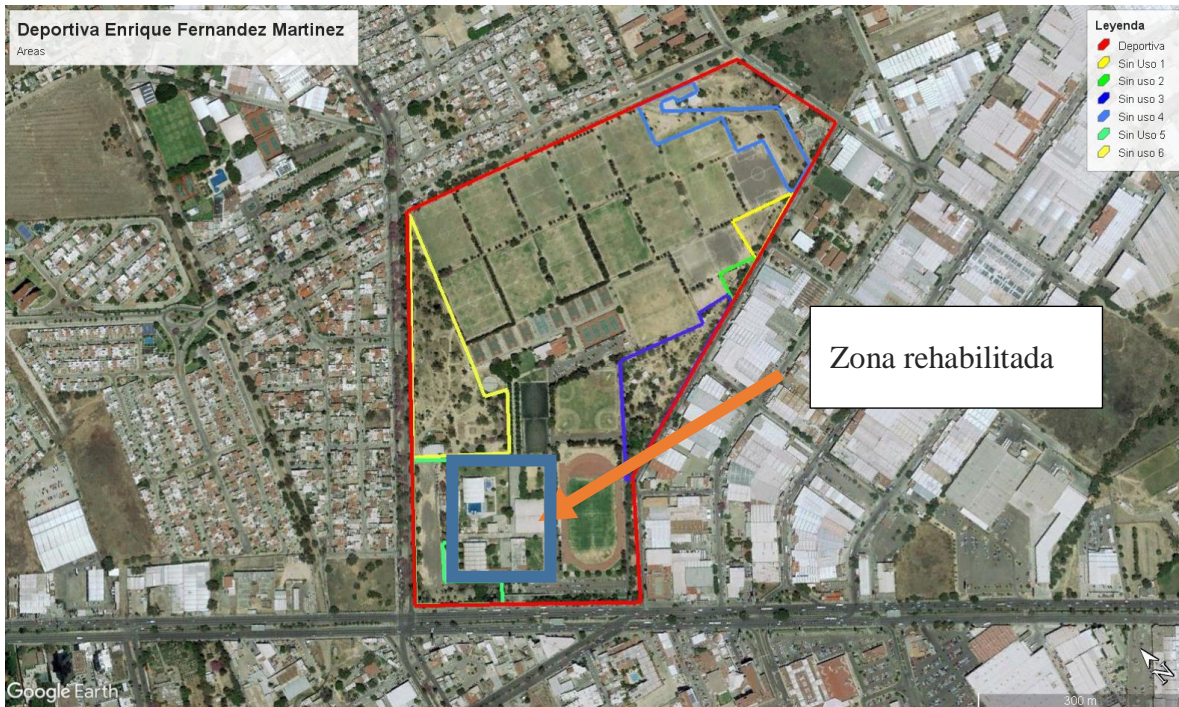 Deportiva Enrique Fernandez Martinez
Areas
Leyenda
Deportiva
Sin Uso 1
Sin uso 2
Sin uso 3
Sin uso 4
Sin Uso 5
Sin uso 6
Zona rehabilitada
Google Earth
N
300 m